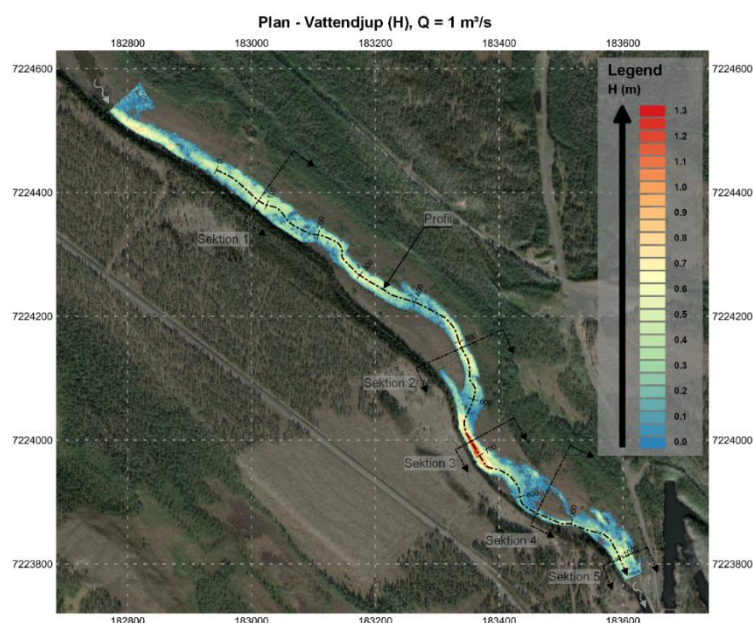 Plan - Vattendjup (H), Q = 1 m³/s
182800 183000 183200 183400 183600
7224600 7224600
7224400 7224400
7224200 7224200
7224000 7224000
7223800 7223800
Legend
H (m)
1.3
1.2
1.1
1.0
0.9
0.8
0.7
0.6
0.5
0.4
0.3
0.2
0.1
0.0
Sektion 1
Profil
Sektion 2
Sektion 3
Sektion 4
Sektion 5
182800 183000 183200 183400 183600